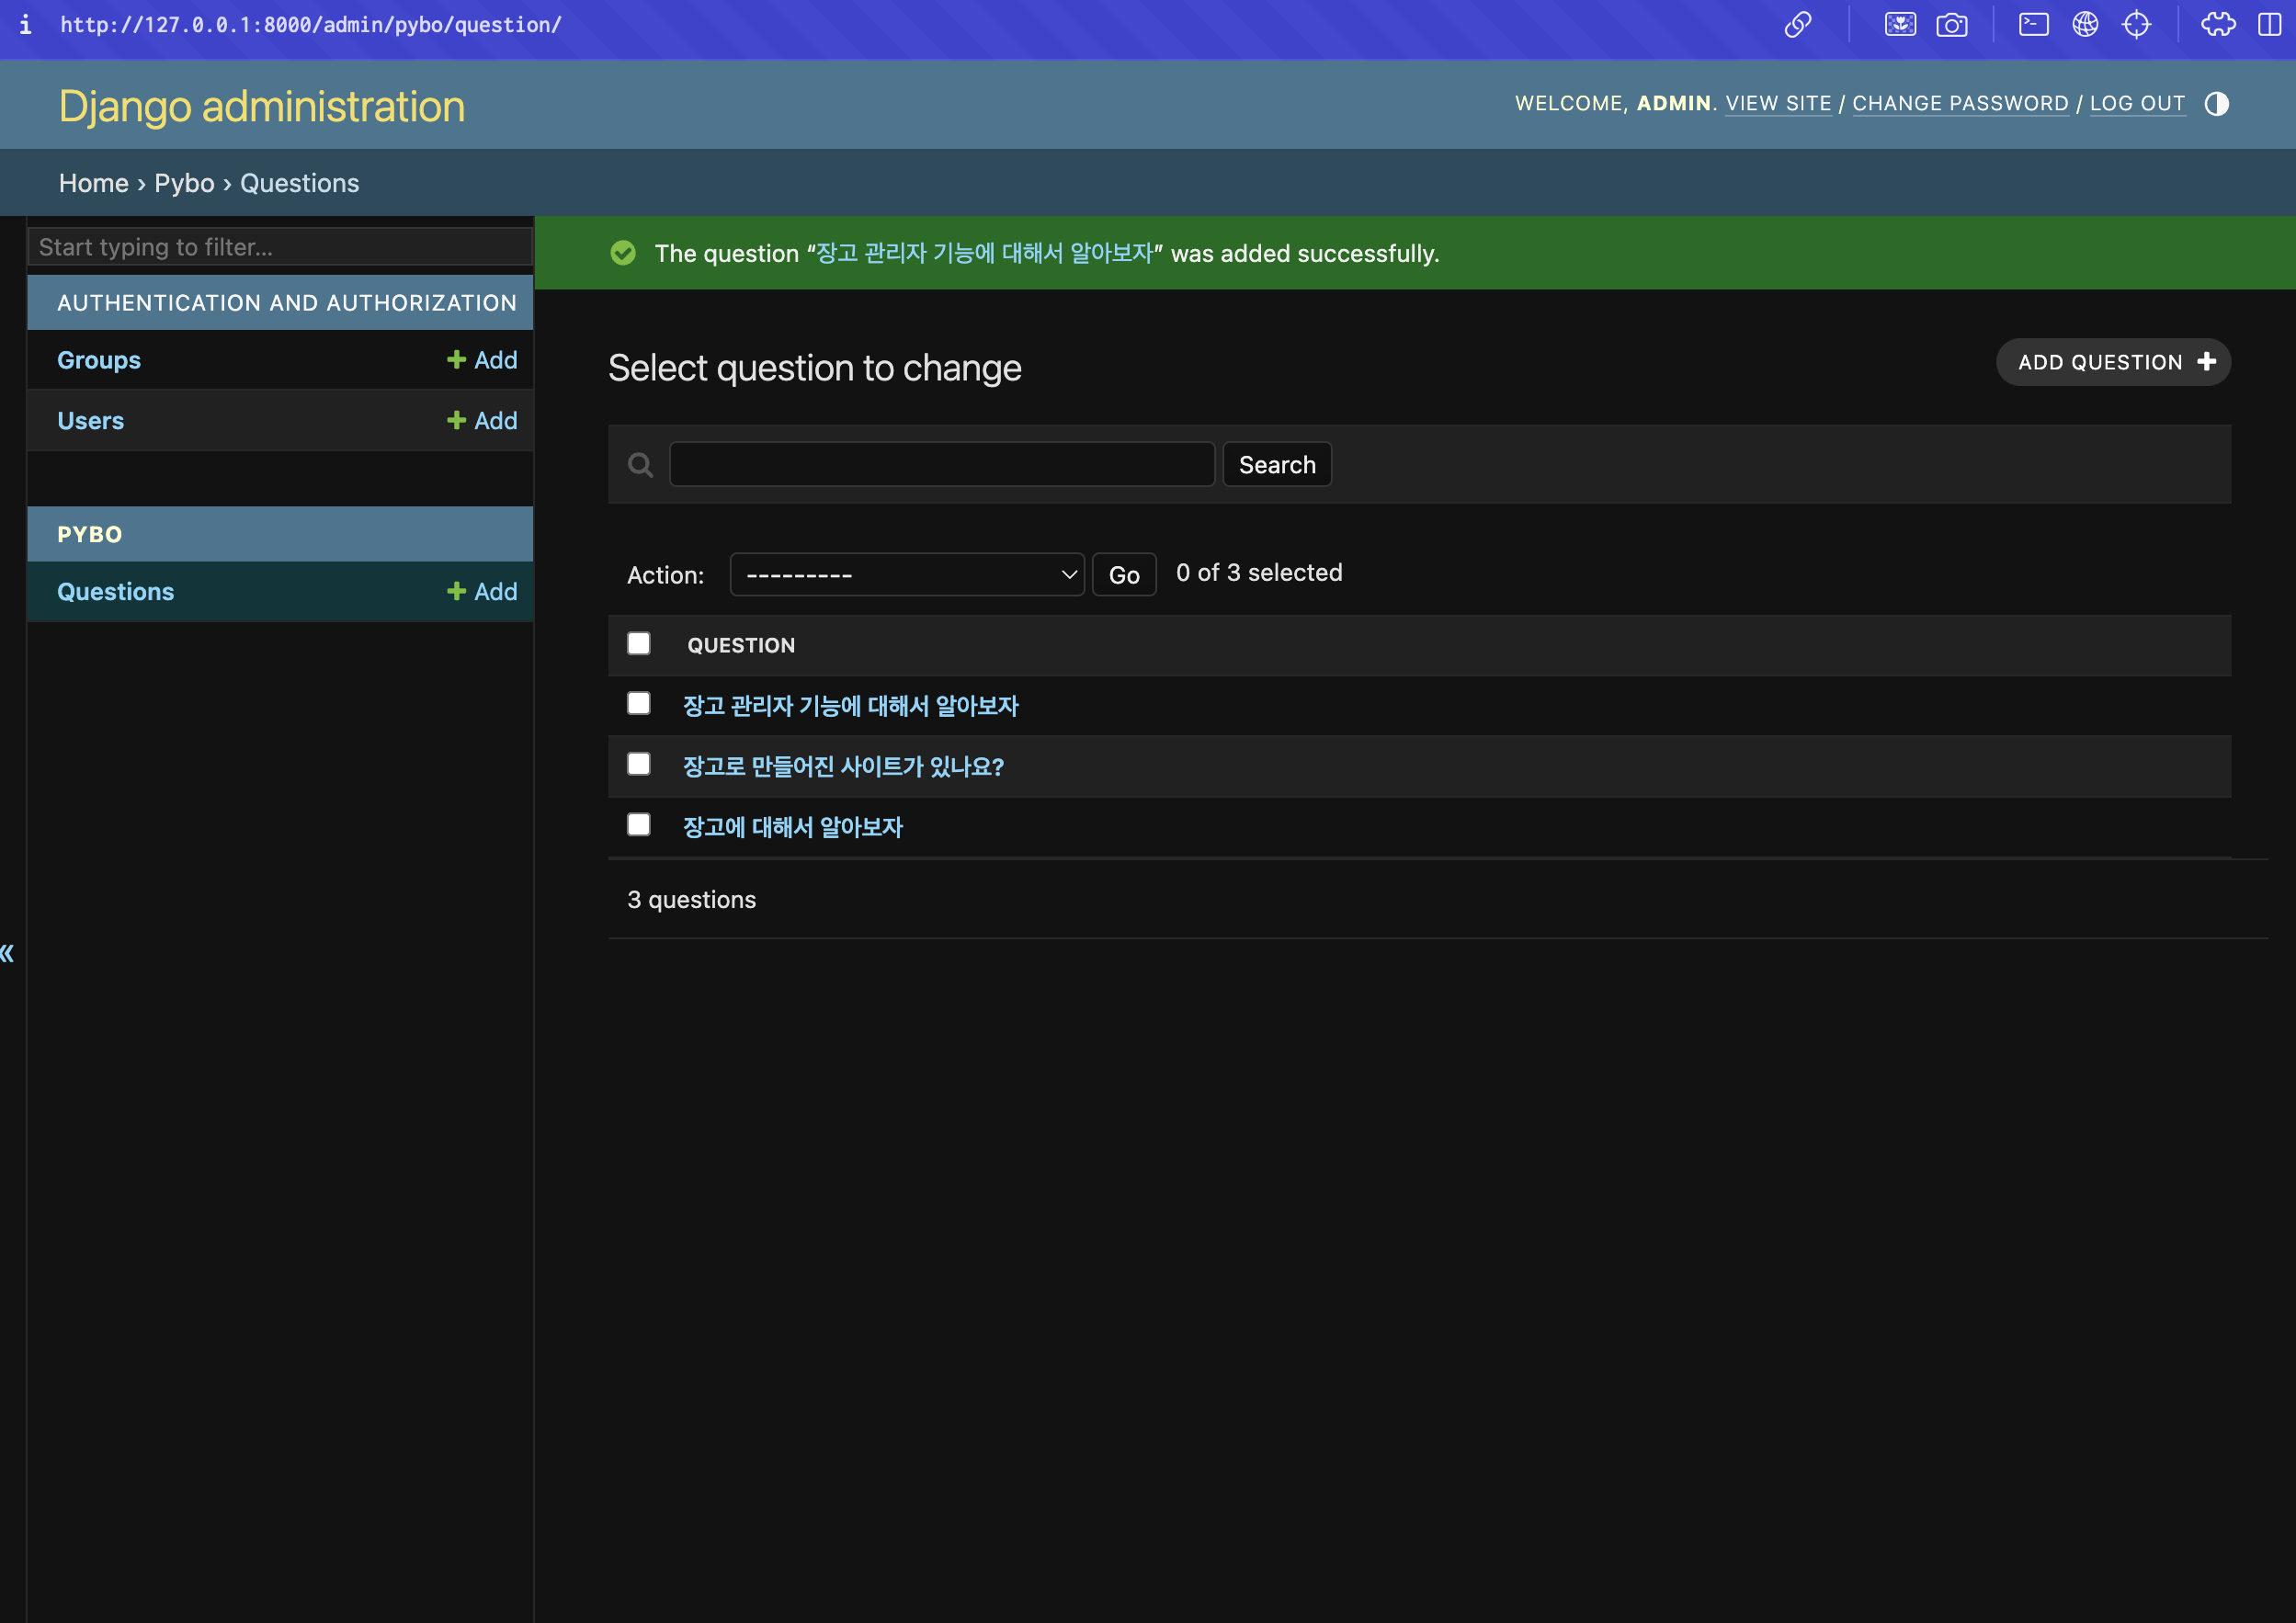 http://127.0.0.1:8000/admin/pybo/question/
Django administration
WELCOME, ADMIN. VIEW SITE / CHANGE PASSWORD / LOG OUT
Home › Pybo › Questions
Start typing to filter...
AUTHENTICATION AND AUTHORIZATION
Groups + Add
Users + Add
PYBO
Questions + Add
The question “장고 관리자 기능에 대해서 알아보자” was added successfully.
Select question to change
ADD QUESTION +
Search
Action: --------- Go 0 of 3 selected
QUESTION
장고 관리자 기능에 대해서 알아보자
장고로 만들어진 사이트가 있나요?
장고에 대해서 알아보자
3 questions
«